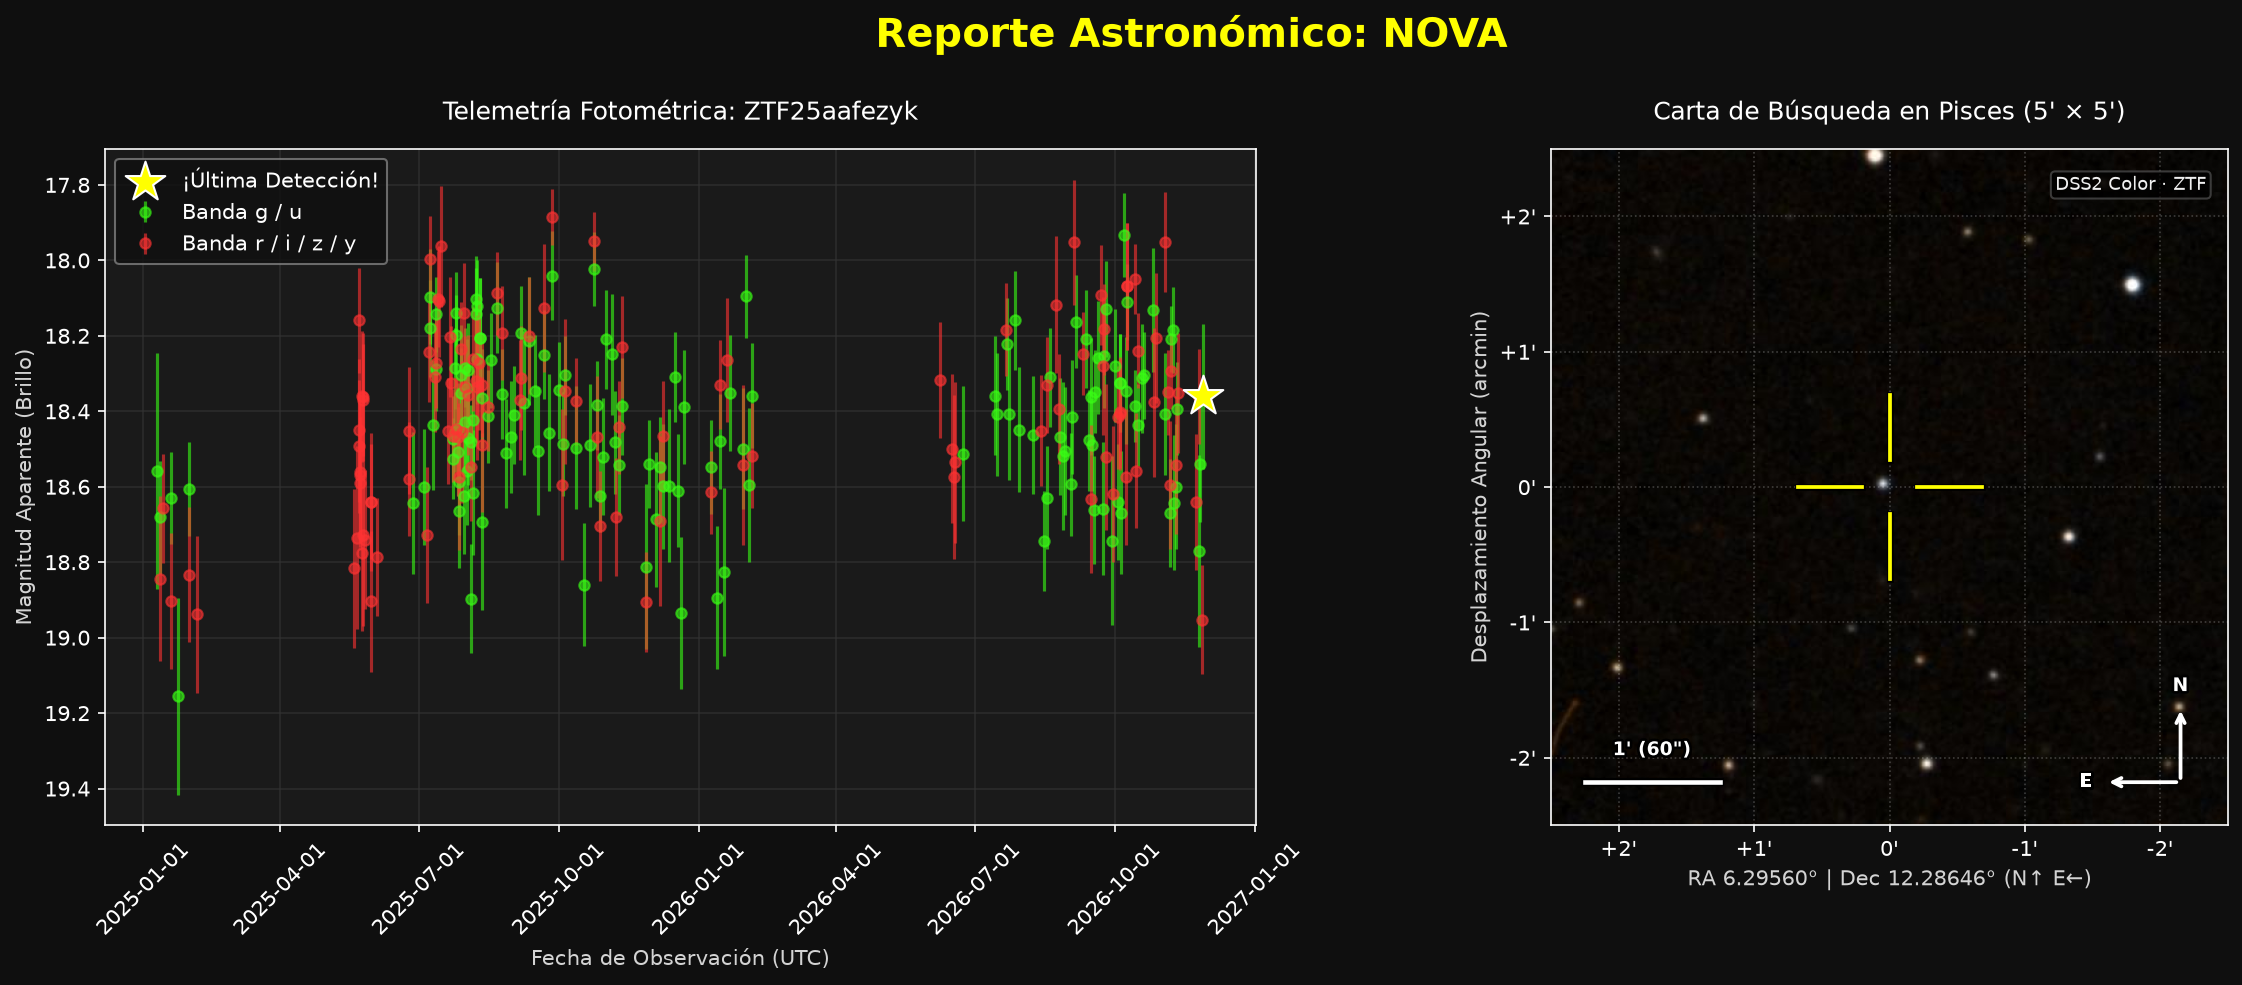 Reporte Astronómico: NOVA
Telemetría Fotométrica: ZTF25aafezyk
¡Última Detección!
Banda g / u
Banda r / i / z / y
Magnitud Aparente (Brillo)
17.8
18.0
18.2
18.4
18.6
18.8
19.0
19.2
19.4
2025-01-01
2025-04-01
2025-07-01
2025-10-01
2026-01-01
2026-04-01
2026-07-01
2026-10-01
2027-01-01
Fecha de Observación (UTC)
Carta de Búsqueda en Pisces (5' × 5')
DSS2 Color · ZTF
Desplazamiento Angular (arcmin)
+2'
+1'
0'
-1'
-2'
1' (60")
N
E
+2'
+1'
0'
-1'
-2'
RA 6.29560° | Dec 12.28646° (N↑ E←)